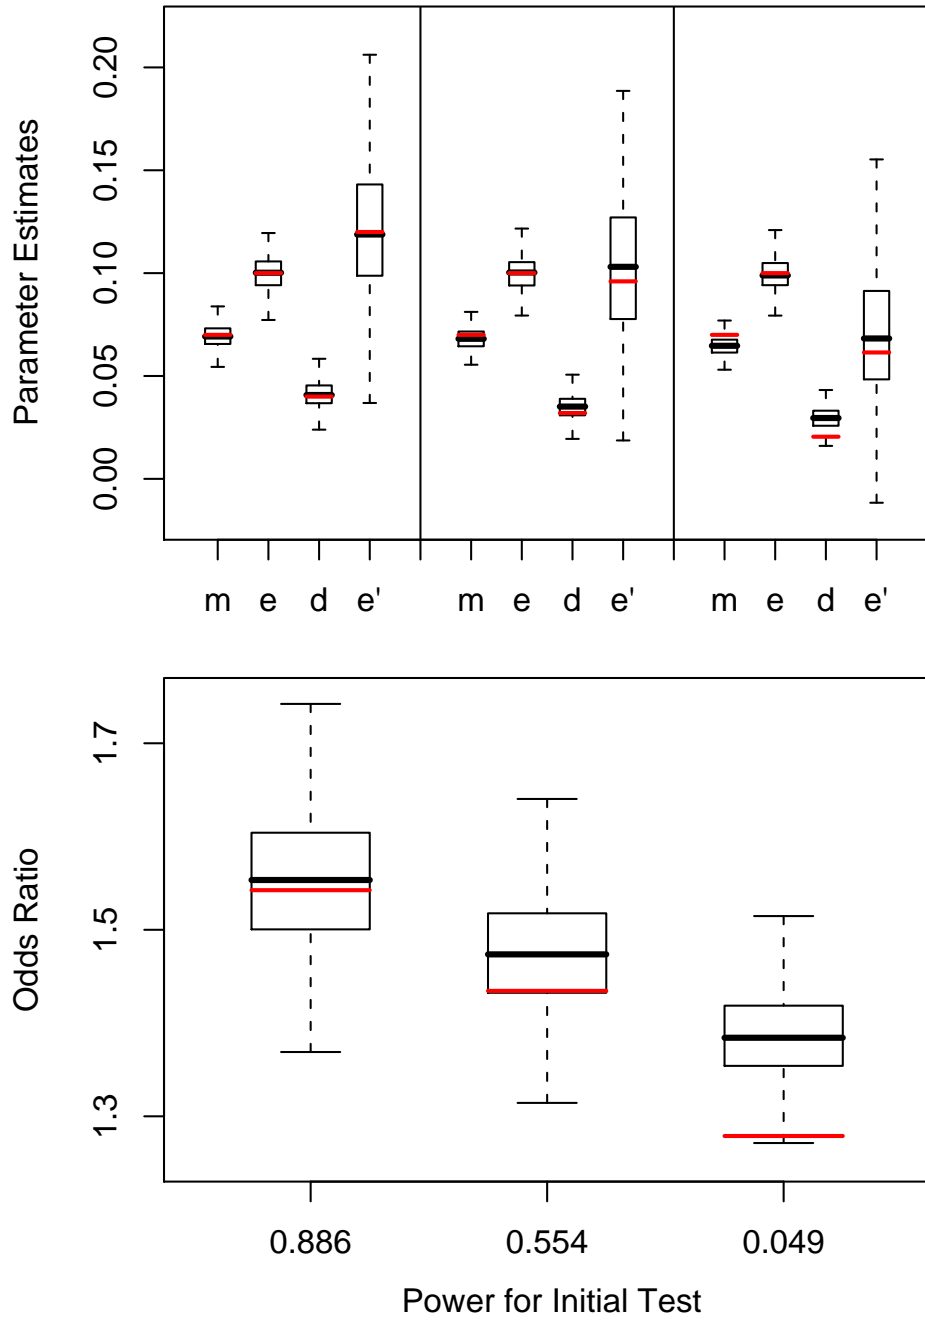 Parameter Estimates
0.20
0.15
0.10
0.05
0.00
m e d e' m e d e' m e d e'
Odds Ratio
1.7
1.5
1.3
0.886 0.554 0.049
Power for Initial Test